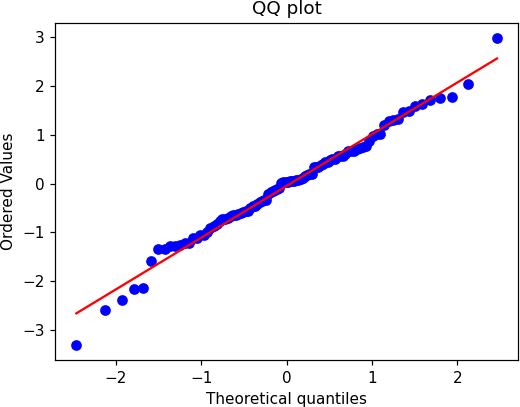 QQ plot
3
2
1
0
−1
−2
−3
Ordered Values
−2 −1 0 1 2
Theoretical quantiles